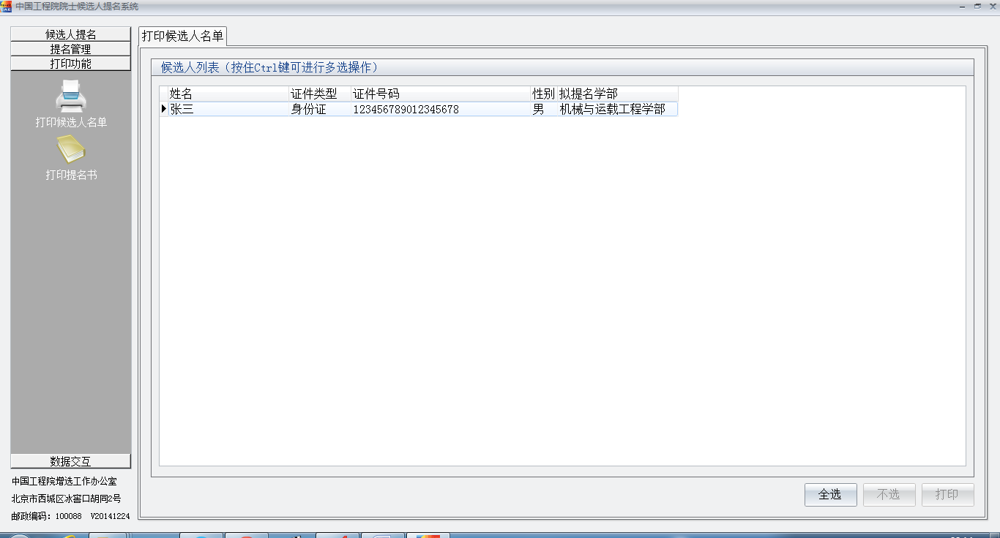 中国工程院院士候选人提名系统
候选人提名
提名管理
打印功能
打印候选人名单
打印提名书
数据交互
中国工程院增选工作办公室
北京市西城区冰窖口胡同2号
邮政编码：100088 V20141224
打印候选人名单
候选人列表（按住Ctrl键可进行多选操作）
姓名 证件类型 证件号码 性别 拟提名学部
张三 身份证 123456789012345678 男 机械与运载工程学部
全选 不选 打印